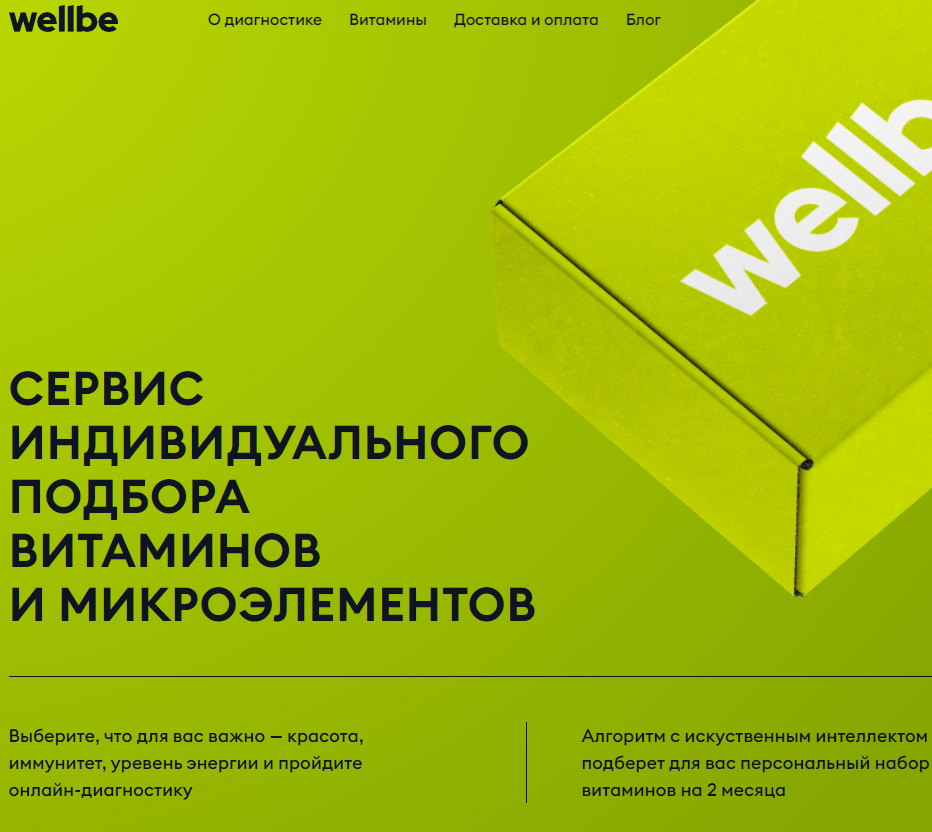 wellbe
О диагностике Витамины Доставка и оплата Блог
wellb
СЕРВИС
ИНДИВИДУАЛЬНОГО
ПОДБОРА
ВИТАМИНОВ
И МИКРОЭЛЕМЕНТОВ
Выберите, что для вас важно — красота,
иммунитет, уревень энергии и пройдите
онлайн-диагностику
Алгоритм с искуственным интеллектом
подберет для вас персональный набор
витаминов на 2 месяца